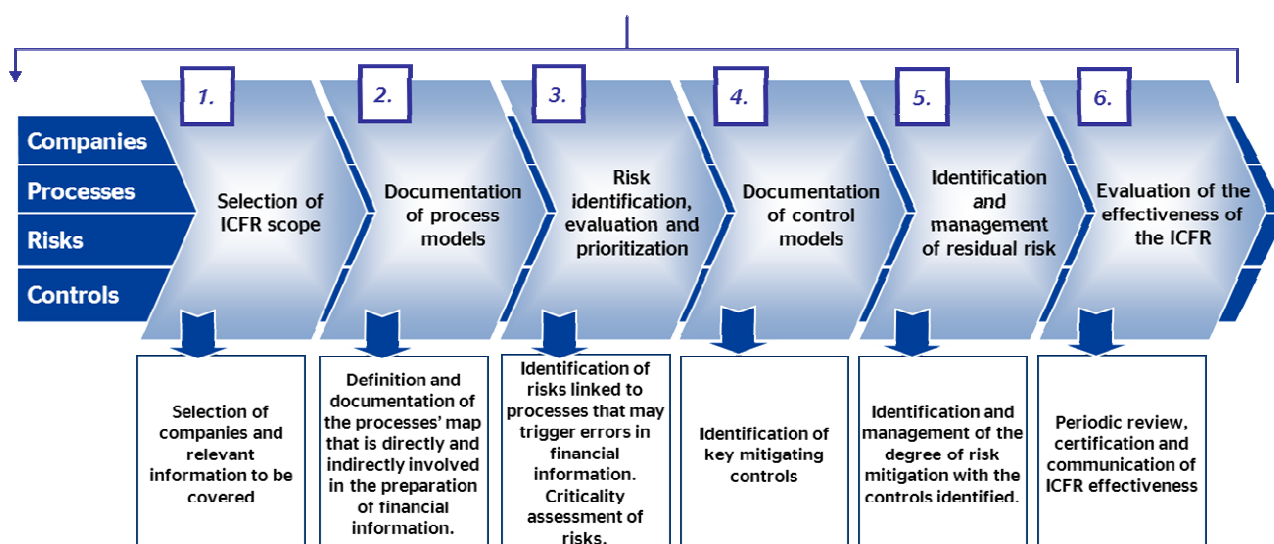 1.
2.
3.
4.
5.
6.
Companies
Processes
Risks
Controls
Selection of
ICFR scope
Documentation
of process
models
Risk
identification,
evaluation and
prioritization
Documentation
of control
models
Identification
and
management
of residual risk
Evaluation of the
effectiveness of
the ICFR
Selection of
companies and
relevant
information to be
covered
Definition and
documentation of
the processes' map
that is directly and
indirectly involved
in the preparation
of financial
information.
Identification of
risks linked to
processes that may
trigger errors in
financial
information.
Criticality
assessment of
risks.
Identification of
key mitigating
controls
Identification and
management of the
degree of risk
mitigation with the
controls identified.
Periodic review,
certification and
communication of
ICFR effectiveness